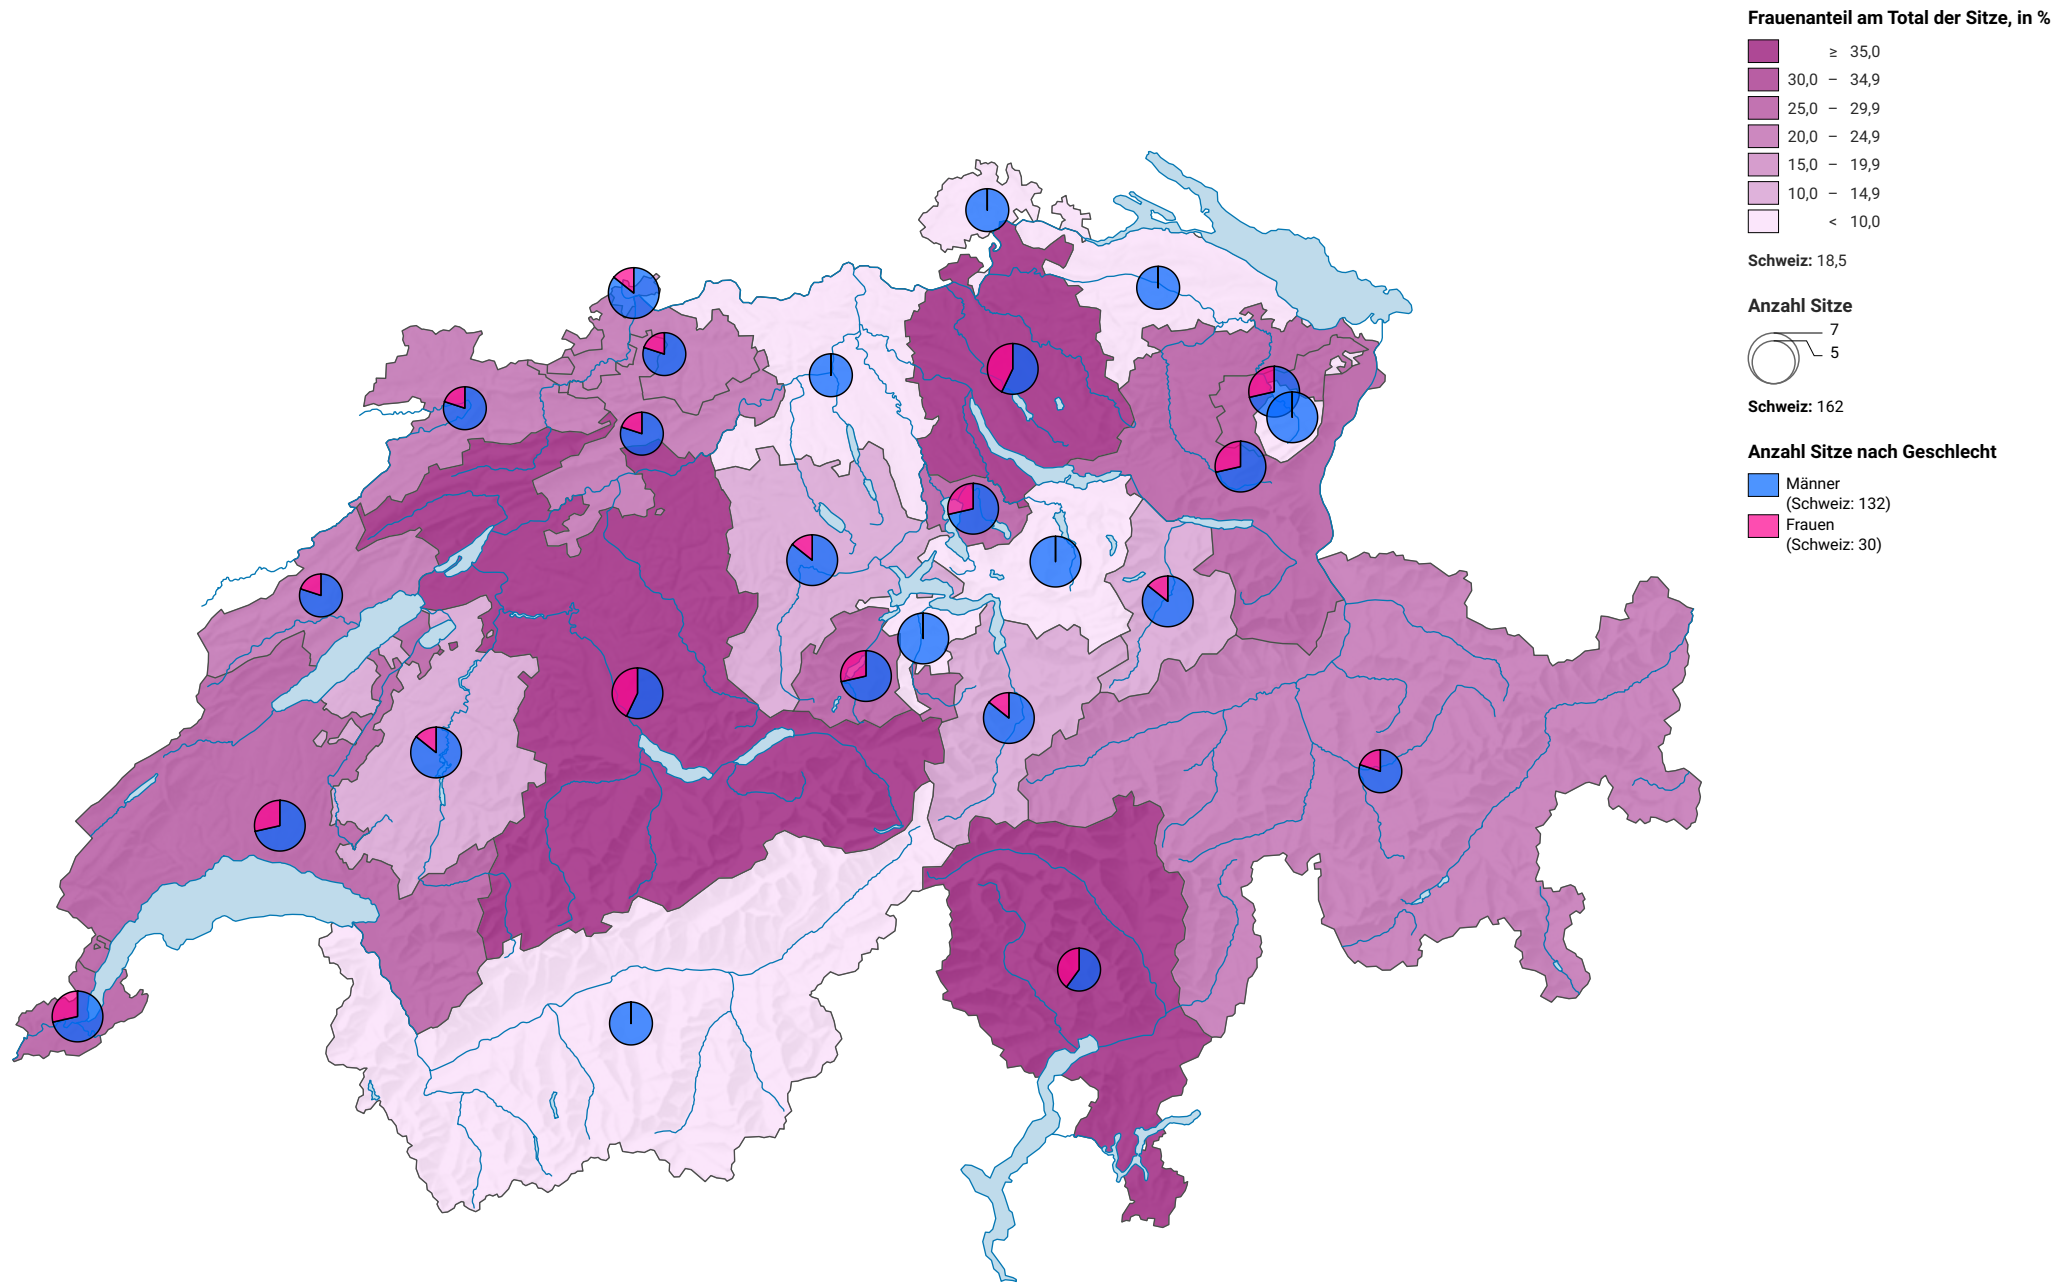 Frauenanteil am Total der Sitze, in %
≥ 35,0
30,0 – 34,9
25,0 – 29,9
20,0 – 24,9
15,0 – 19,9
10,0 – 14,9
< 10,0
Schweiz: 18,5
Anzahl Sitze
7
5
Schweiz: 162
Anzahl Sitze nach Geschlecht
Männer
(Schweiz: 132)
Frauen
(Schweiz: 30)